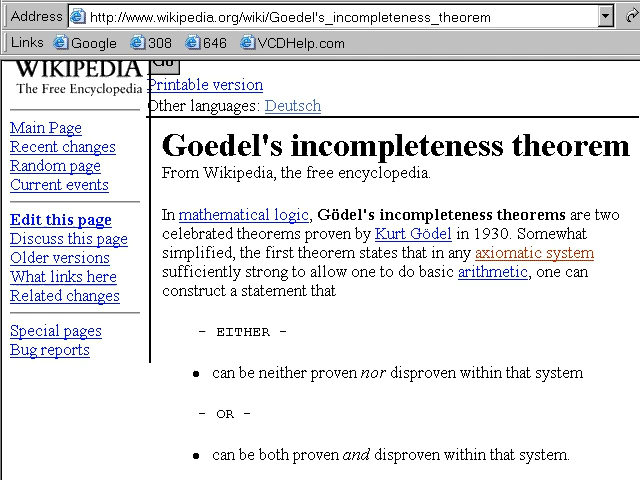 Address http://www.wikipedia.org/wiki/Goedel's_incompleteness_theorem
Links Google 308 646 VCDHelp.com
WIKIPEDIA
The Free Encyclopedia
Printable version
Other languages: Deutsch
Main Page
Recent changes
Random page
Current events
Edit this page
Discuss this page
Older versions
What links here
Related changes
Special pages
Bug reports
Goedel's incompleteness theorem
From Wikipedia, the free encyclopedia.
In mathematical logic, Gödel's incompleteness theorems are two
celebrated theorems proven by Kurt Gödel in 1930. Somewhat
simplified, the first theorem states that in any axiomatic system
sufficiently strong to allow one to do basic arithmetic, one can
construct a statement that
- EITHER -
• can be neither proven nor disproven within that system
- OR -
• can be both proven and disproven within that system.